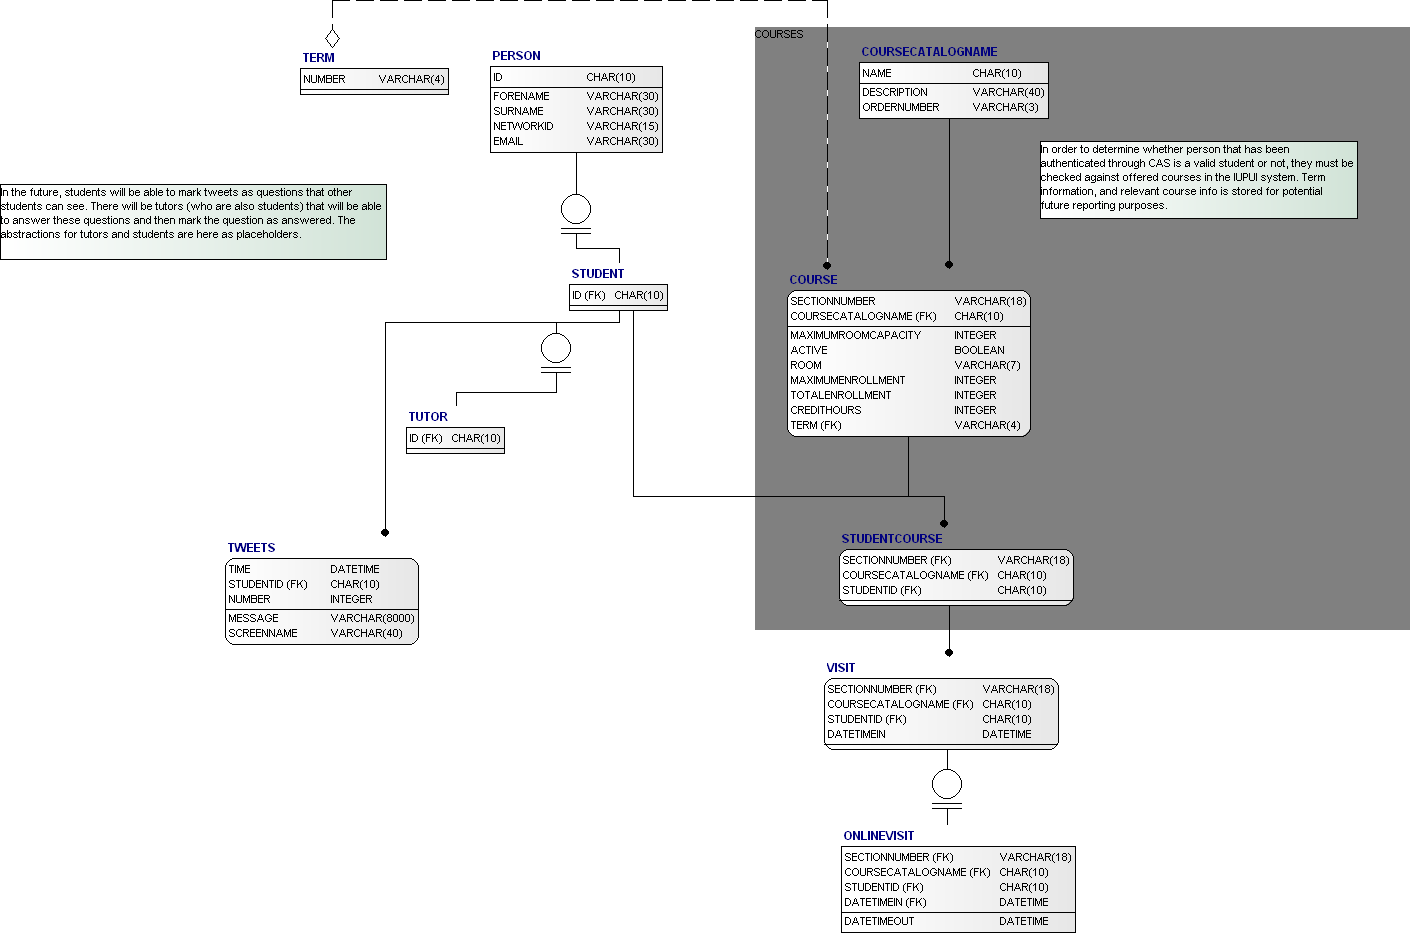 COURSES
TERM
NUMBER VARCHAR(4)
PERSON
ID CHAR(10)
FORENAME VARCHAR(30)
SURNAME VARCHAR(30)
NETWORKID VARCHAR(15)
EMAIL VARCHAR(30)
COURSECATALOGNAME
NAME CHAR(10)
DESCRIPTION VARCHAR(40)
ORDERNUMBER VARCHAR(3)
In order to determine whether person that has been
authenticated through CAS is a valid student or not, they must be
checked against offered courses in the IUPUI system. Term
information, and relevant course info is stored for potential
future reporting purposes.
In the future, students will be able to mark tweets as questions that other
students can see. There will be tutors (who are also students) that will be able
to answer these questions and then mark the question as answered. The
abstractions for tutors and students are here as placeholders.
STUDENT
ID (FK) CHAR(10)
COURSE
SECTIONNUMBER VARCHAR(18)
COURSECATALOGNAME (FK) CHAR(10)
MAXIMUMROOMCAPACITY INTEGER
ACTIVE BOOLEAN
ROOM VARCHAR(7)
MAXIMUMENROLLMENT INTEGER
TOTALENROLLMENT INTEGER
CREDITHOURS INTEGER
TERM (FK) VARCHAR(4)
TUTOR
ID (FK) CHAR(10)
TWEETS
TIME DATETIME
STUDENTID (FK) CHAR(10)
NUMBER INTEGER
MESSAGE VARCHAR(8000)
SCREENNAME VARCHAR(40)
STUDENTCOURSE
SECTIONNUMBER (FK) VARCHAR(18)
COURSECATALOGNAME (FK) CHAR(10)
STUDENTID (FK) CHAR(10)
VISIT
SECTIONNUMBER (FK) VARCHAR(18)
COURSECATALOGNAME (FK) CHAR(10)
STUDENTID (FK) CHAR(10)
DATETIMEIN DATETIME
ONLINEVISIT
SECTIONNUMBER (FK) VARCHAR(18)
COURSECATALOGNAME (FK) CHAR(10)
STUDENTID (FK) CHAR(10)
DATETIMEIN (FK) DATETIME
DATETIMEOUT DATETIME